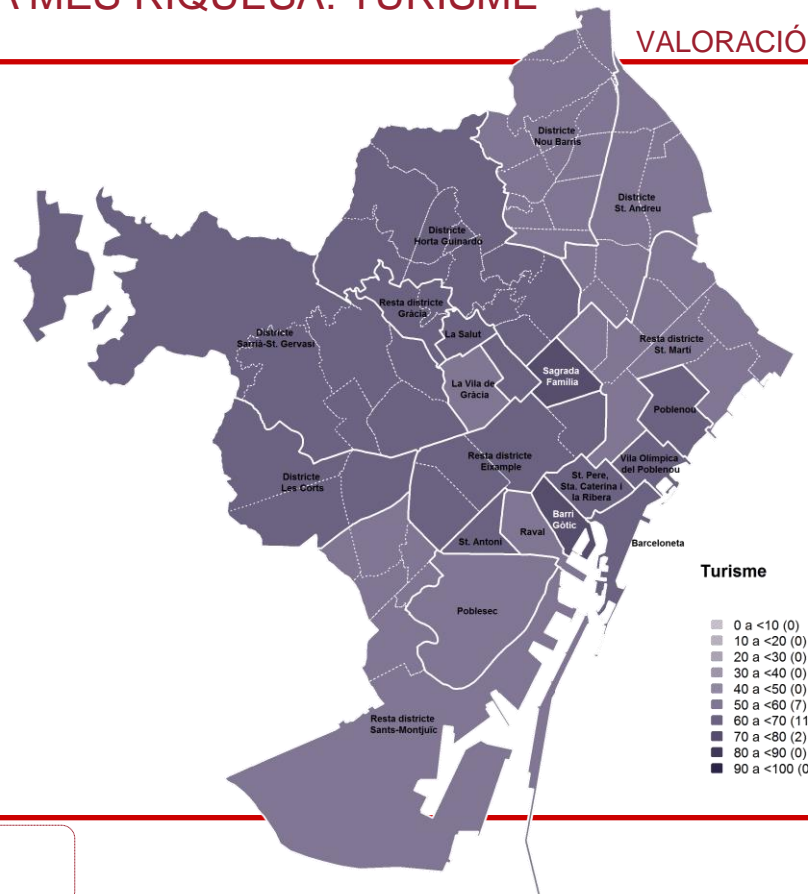 A MÉS RIQUESA: TURISME
VALORACIÓ
Districte
Nou Barris
Districte
St. Andreu
Districte
Horta Guinardó
Resta districte
Gràcia
La Salut
Districte
Sarrià-St. Gervasi
Resta districte
St. Martí
Sagrada
Família
La Vila de
Gràcia
Poblenou
Resta districte
Eixample
Vila Olímpica
del Poblenou
Districte
Les Corts
St. Pere,
Sta. Caterina i
la Ribera
Barri
Gòtic
Raval
St. Antoni
Barceloneta
Poblesec
Resta districte
Sants-Montjuïc
Turisme
0 a <10 (0)
10 a <20 (0)
20 a <30 (0)
30 a <40 (0)
40 a <50 (0)
50 a <60 (7)
60 a <70 (11
70 a <80 (2)
80 a <90 (0)
90 a <100 (0